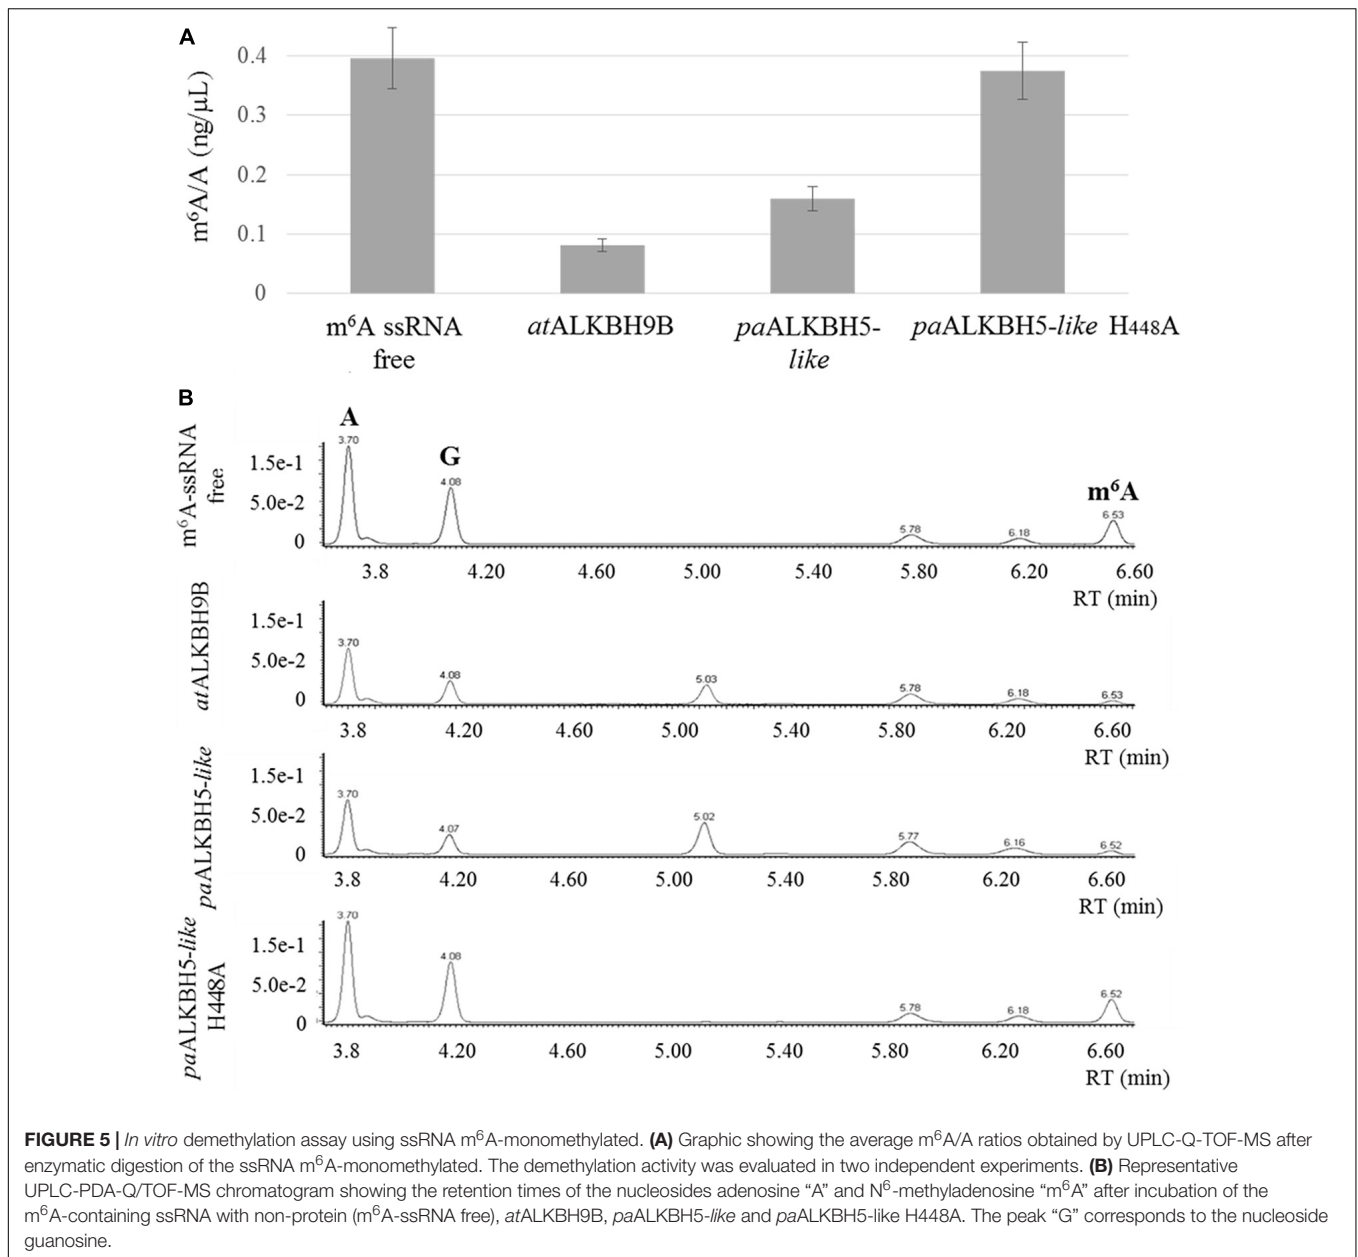 A
m⁶A/A (ng/µL)
0.4
0.3
0.2
0.1
0
m⁶A ssRNA free
atALKBH9B
paALKBH5-like
paALKBH5-like H448A
B
m⁶A-ssRNA free
A
G
m⁶A
3.70
4.08
5.78
6.18
6.53
1.5e-1
5.0e-2
0
3.8 4.20 4.60 5.00 5.40 5.80 6.20 6.60
RT (min)
atALKBH9B
3.70
4.08
5.03
5.78
6.18
6.53
1.5e-1
5.0e-2
0
3.8 4.20 4.60 5.00 5.40 5.80 6.20 6.60
RT (min)
paALKBH5-like
3.70
4.07
5.02
5.77
6.16
6.52
1.5e-1
5.0e-2
0
3.8 4.20 4.60 5.00 5.40 5.80 6.20 6.60
RT (min)
paALKBH5-like H448A
3.70
4.08
5.78
6.18
6.52
1.5e-1
5.0e-2
0
3.8 4.20 4.60 5.00 5.40 5.80 6.20 6.60
RT (min)
FIGURE 5 | In vitro demethylation assay using ssRNA m⁶A-monomethylated. (A) Graphic showing the average m⁶A/A ratios obtained by UPLC-Q-TOF-MS after
enzymatic digestion of the ssRNA m⁶A-monomethylated. The demethylation activity was evaluated in two independent experiments. (B) Representative
UPLC-PDA-Q/TOF-MS chromatogram showing the retention times of the nucleosides adenosine “A” and N⁶-methyladenosine “m⁶A” after incubation of the
m⁶A-containing ssRNA with non-protein (m⁶A-ssRNA free), atALKBH9B, paALKBH5-like and paALKBH5-like H448A. The peak “G” corresponds to the nucleoside
guanosine.